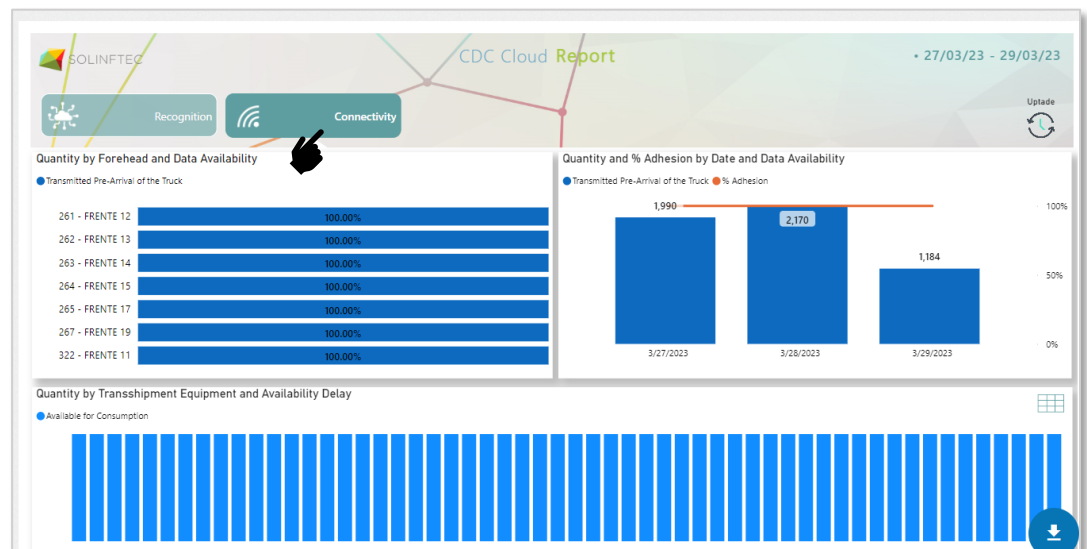 SOLINFTEC
CDC Cloud Report
• 27/03/23 - 29/03/23
Recognition
Connectivity
Uptade
Quantity by Forehead and Data Availability
Transmitted Pre-Arrival of the Truck
261 - FRENTE 12 100.00%
262 - FRENTE 13 100.00%
263 - FRENTE 14 100.00%
264 - FRENTE 15 100.00%
265 - FRENTE 17 100.00%
267 - FRENTE 19 100.00%
322 - FRENTE 11 100.00%
Quantity and % Adhesion by Date and Data Availability
Transmitted Pre-Arrival of the Truck % Adhesion
1,990
2,170
1,184
100%
50%
0%
3/27/2023 3/28/2023 3/29/2023
Quantity by Transshipment Equipment and Availability Delay
Available for Consumption